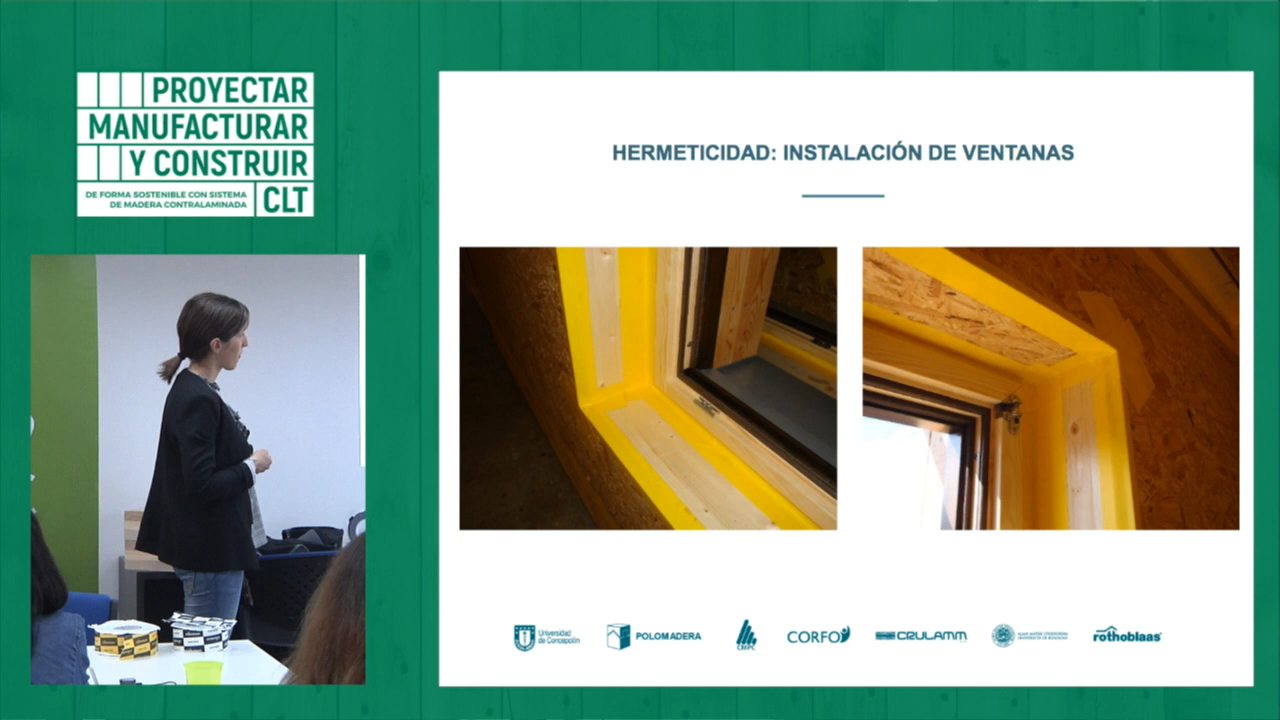 PROYECTAR
MANUFACTURAR
Y CONSTRUIR
DE FORMA SOSTENIBLE CON SISTEMA
DE MADERA CONTRALAMINADA
CLT
HERMETICIDAD: INSTALACIÓN DE VENTANAS
Universidad
de Concepción
POLOMADERA
CMPC
CORFO
CRULAMM
rothoblaas